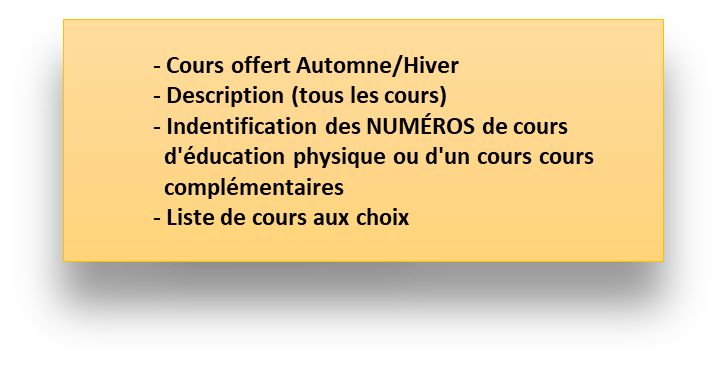 - Cours offert Automne/Hiver
- Description (tous les cours)
- Indentification des NUMÉROS de cours
d'éducation physique ou d'un cours cours
complémentaires
- Liste de cours aux choix